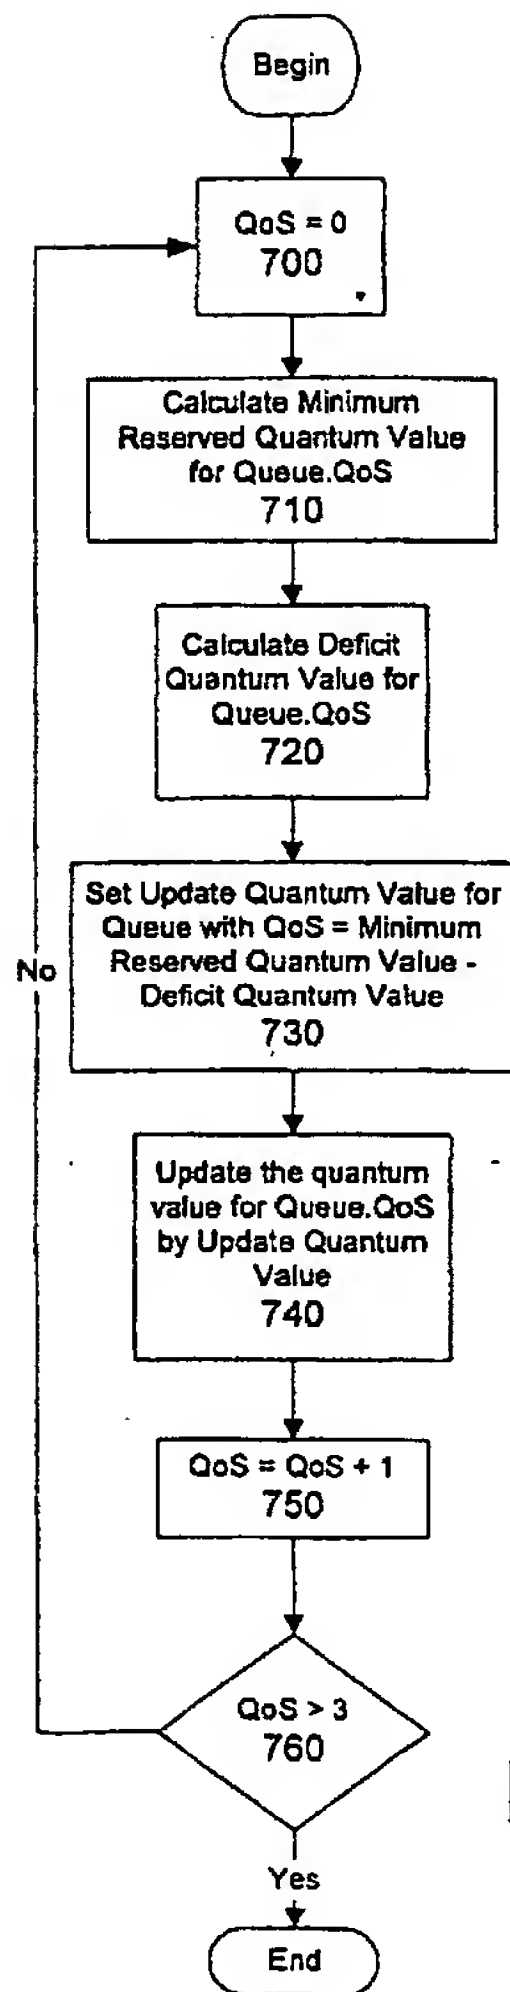 Begin
QoS = 0
700
Calculate Minimum
Reserved Quantum Value
for Queue.QoS
710
Calculate Deficit
Quantum Value for
Queue.QoS
720
Set Update Quantum Value for
Queue with QoS = Minimum
Reserved Quantum Value -
Deficit Quantum Value
730
No
Update the quantum
value for Queue.QoS
by Update Quantum
Value
740
QoS = QoS + 1
750
QoS > 3
760
Yes
End